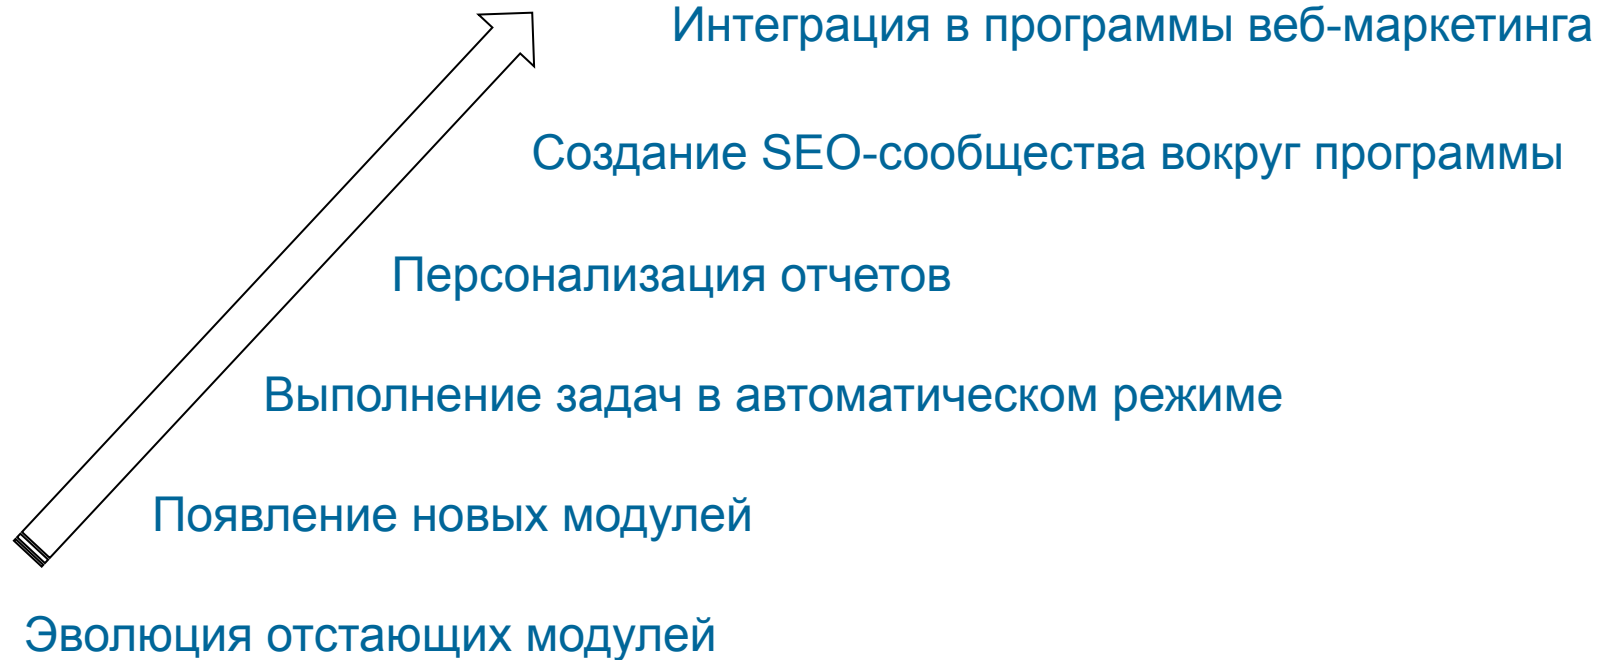 Интеграция в программы веб-маркетинга
Создание SEO-сообщества вокруг программы
Персонализация отчетов
Выполнение задач в автоматическом режиме
Появление новых модулей
Эволюция отстающих модулей